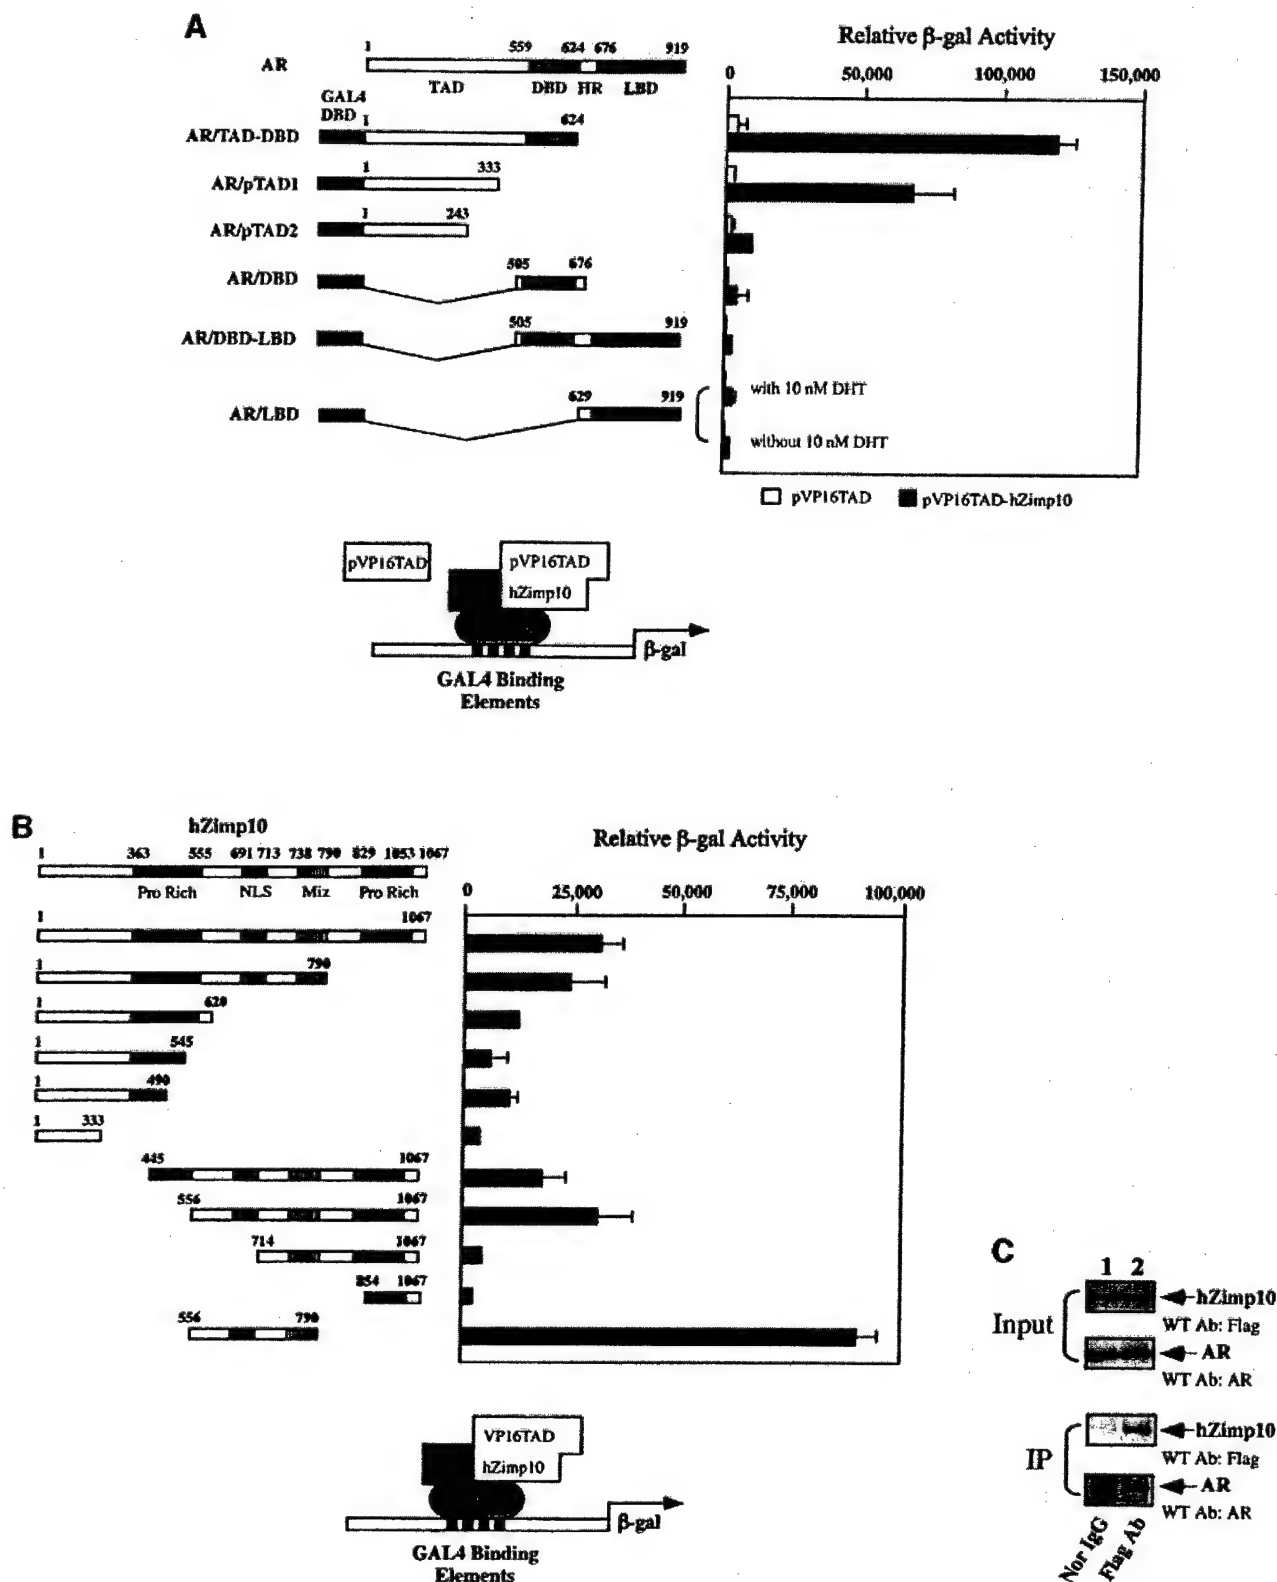 A
Relative β-gal Activity
1 559 624 676 919
AR
TAD DBD HR LBD
0 50,000 100,000 150,000
GAL4
DBD
1 624
AR/TAD-DBD
1 333
AR/pTAD1
1 243
AR/pTAD2
505 676
AR/DBD
505 919
AR/DBD-LBD
629 919
AR/LBD
with 10 nM DHT
without 10 nM DHT
pVP16TAD pVP16TAD-hZimp10
pVP16TAD
pVP16TAD
hZimp10
β-gal
GAL4 Binding
Elements
B
hZimp10
Relative β-gal Activity
1 363 555 691 713 738 790 829 1053 1067
Pro Rich NLS Miz Pro Rich
0 25,000 50,000 75,000 100,000
1 1067
1 790
1 620
1 545
1 490
1 333
445 1067
556 1067
714 1067
854 1067
556 790
VP16TAD
hZimp10
β-gal
GAL4 Binding
Elements
C
1 2
Input
hZimp10
WT Ab: Flag
AR
WT Ab: AR
IP
hZimp10
WT Ab: Flag
AR
WT Ab: AR
Nor IgG
Flag Ab